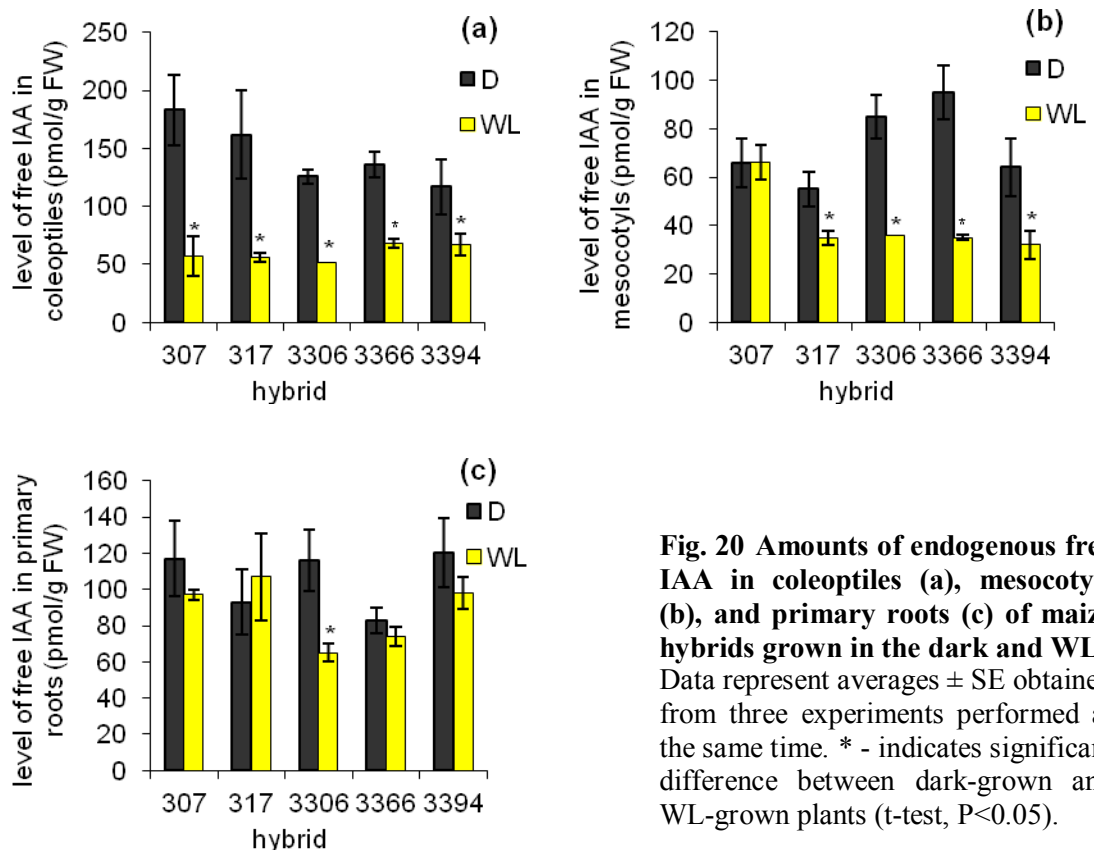 (a)
level of free IAA in
coleoptiles (pmol/g FW)
250
200
150
100
50
0
D
WL
*
*
*
*
*
307 317 3306 3366 3394
hybrid
(b)
level of free IAA in
mesocotyls (pmol/g FW)
120
100
80
60
40
20
0
D
WL
*
*
*
*
307 317 3306 3366 3394
hybrid
(c)
level of free IAA in primary
roots (pmol/g FW)
160
140
120
100
80
60
40
20
0
D
WL
*
307 317 3306 3366 3394
hybrid
Fig. 20 Amounts of endogenous fre
IAA in coleoptiles (a), mesocoty
(b), and primary roots (c) of maiz
hybrids grown in the dark and WL
Data represent averages ± SE obtaine
from three experiments performed a
the same time. * - indicates significan
difference between dark-grown an
WL-grown plants (t-test, P<0.05).